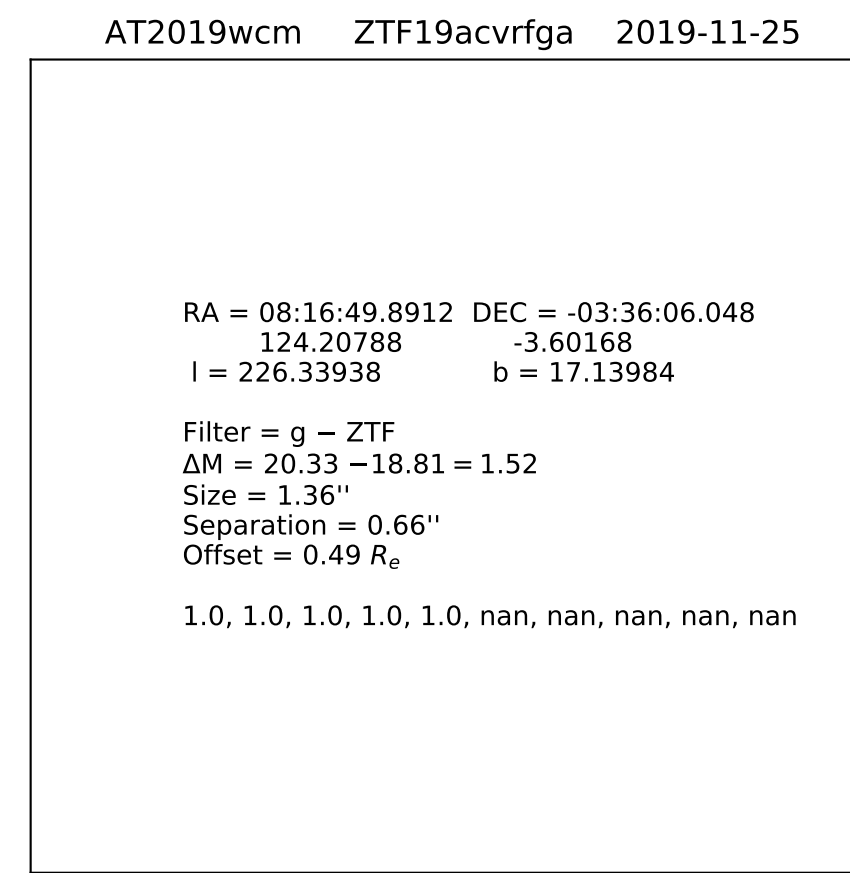 AT2019wcm ZTF19acvrfga 2019-11-25
RA = 08:16:49.8912 DEC = -03:36:06.048
124.20788 -3.60168
l = 226.33938 b = 17.13984
Filter = g − ZTF
ΔM = 20.33 −18.81 = 1.52
Size = 1.36''
Separation = 0.66''
Offset = 0.49 Re
1.0, 1.0, 1.0, 1.0, 1.0, nan, nan, nan, nan, nan